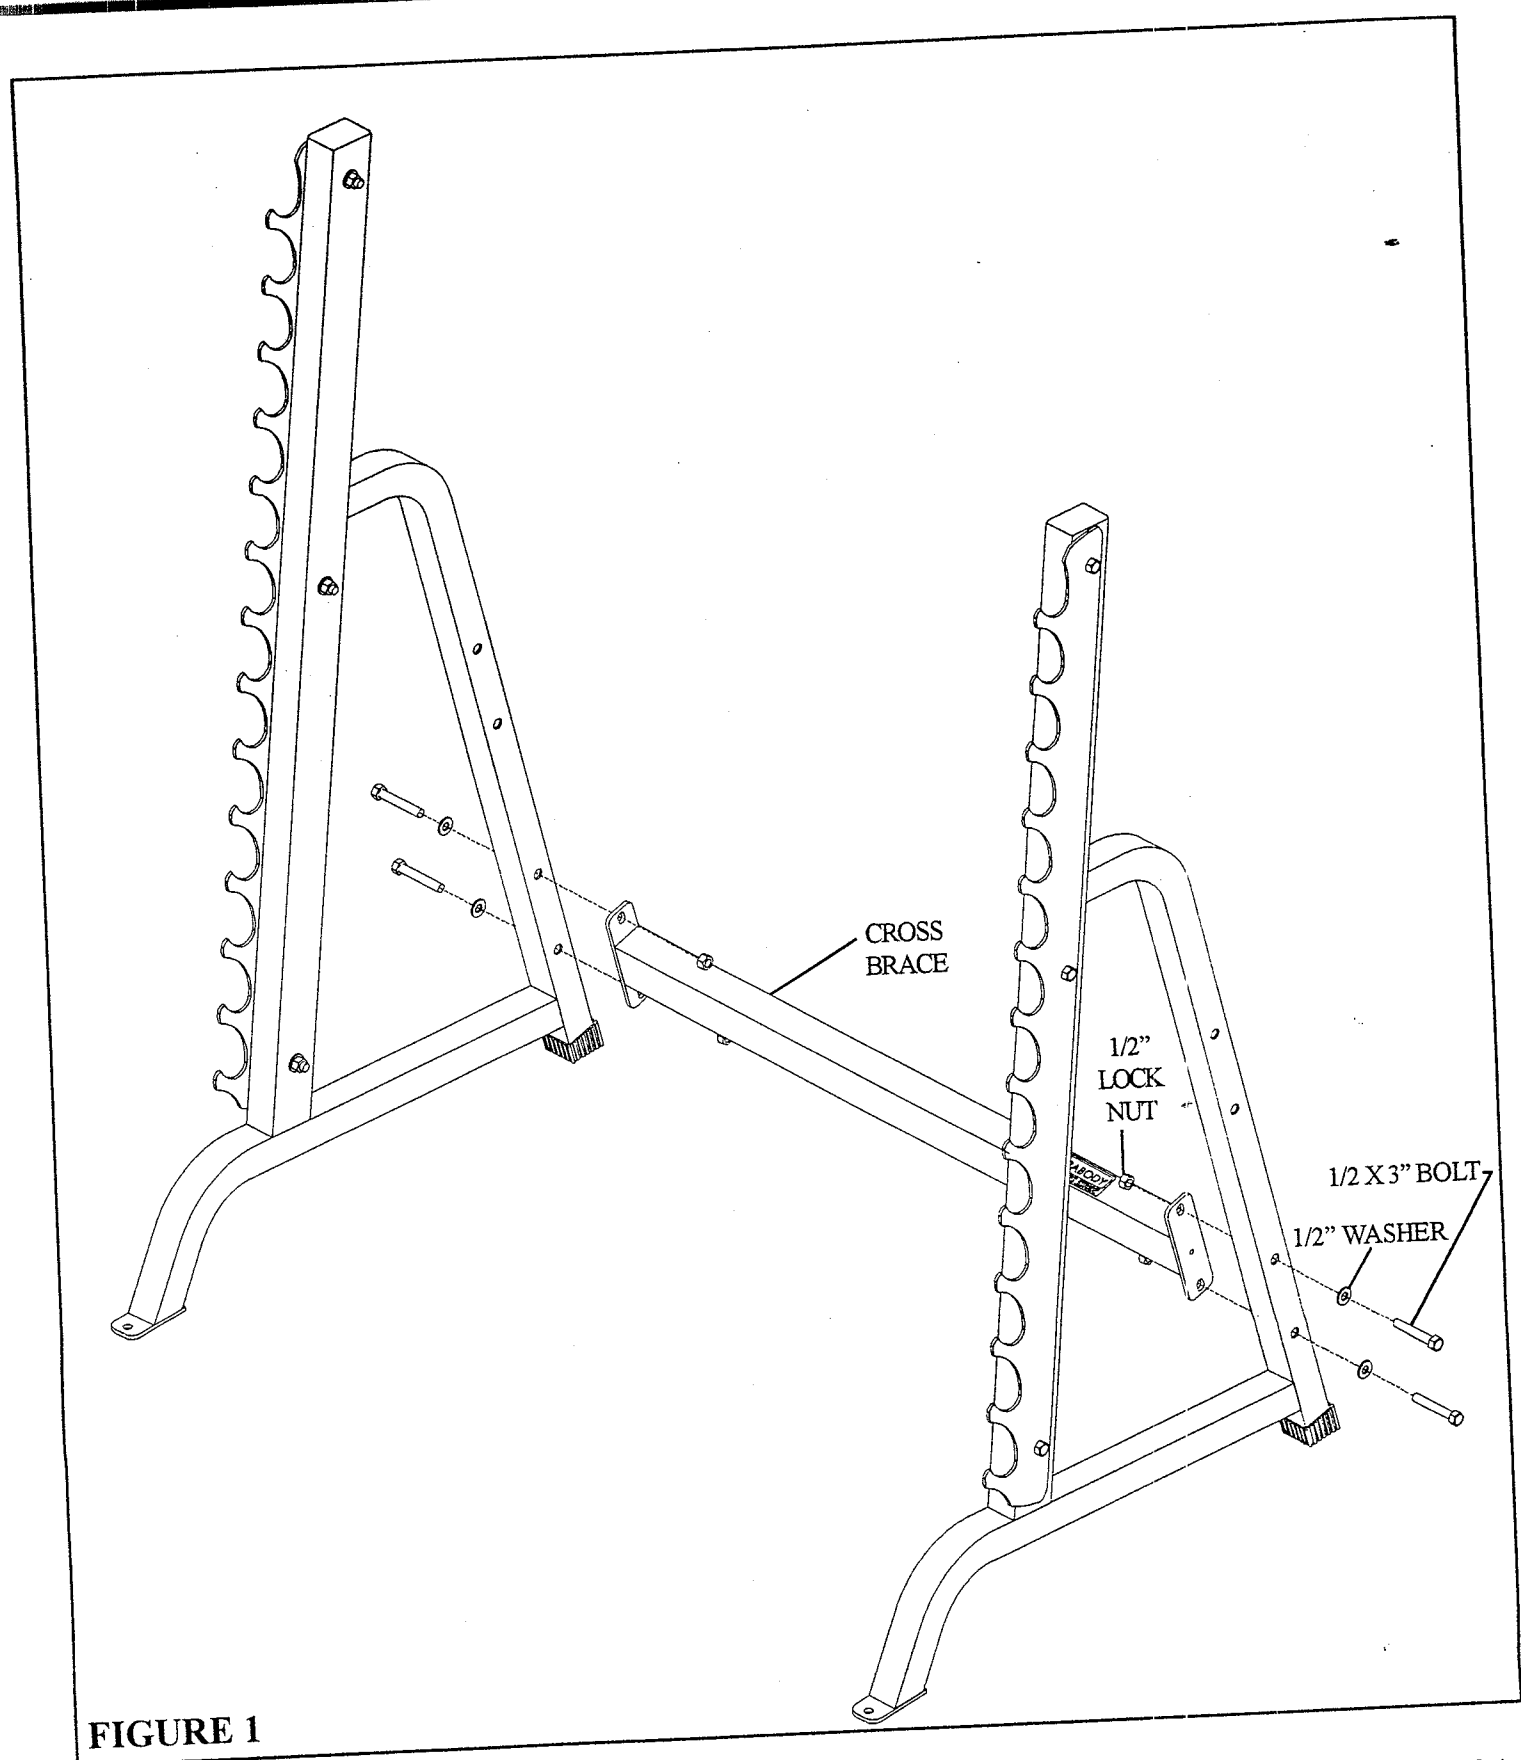 CROSS
BRACE
1/2”
LOCK
NUT
1/2 X 3” BOLT
1/2” WASHER
FIGURE 1